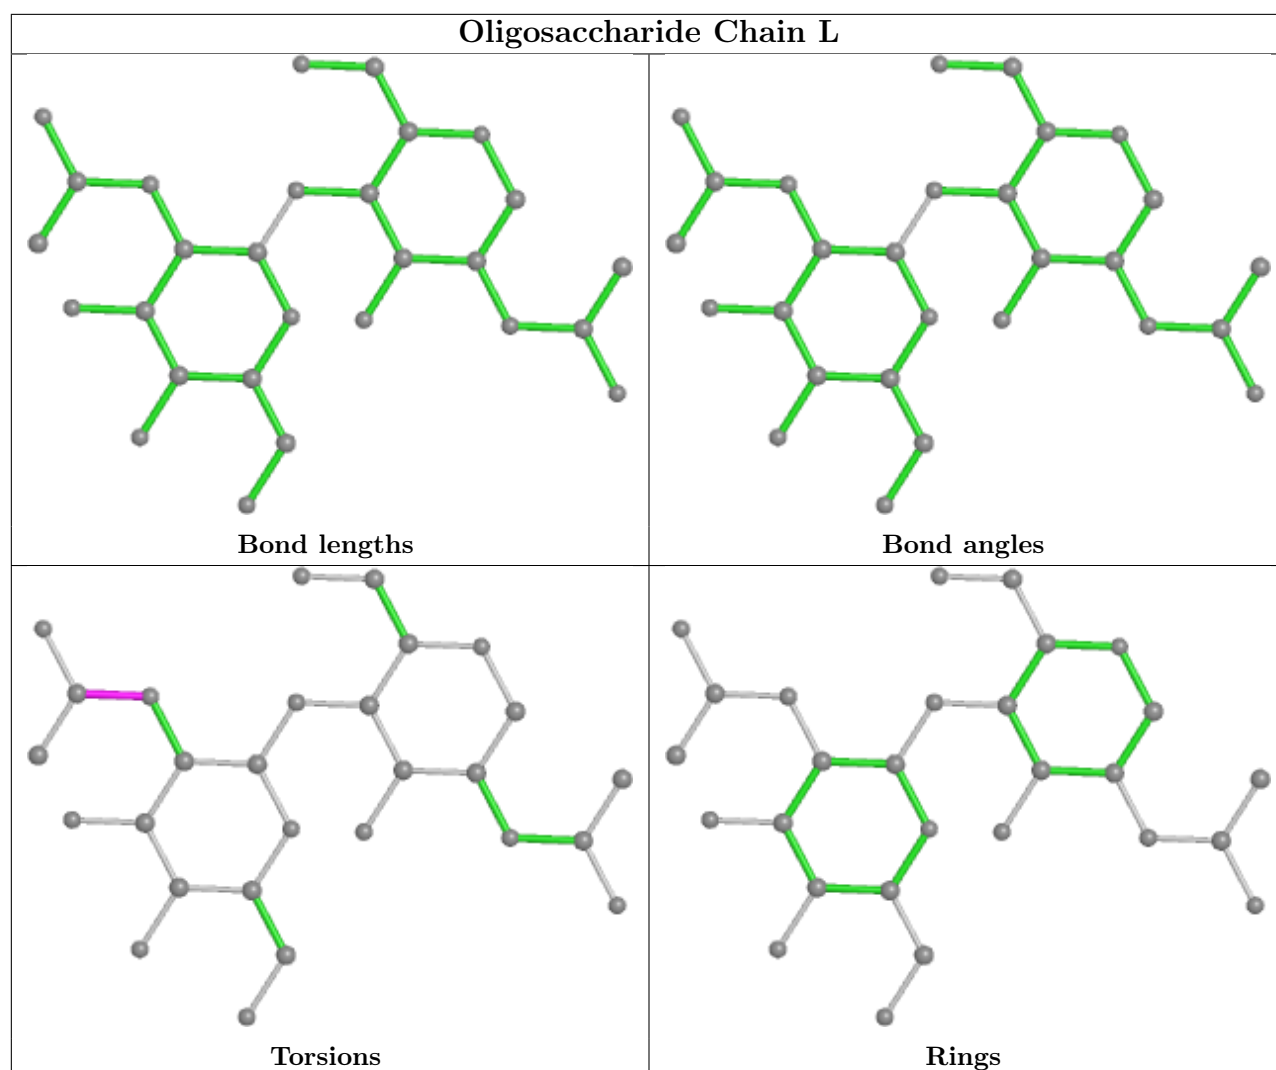 Oligosaccharide Chain L
Bond lengths
Bond angles
Torsions
Rings